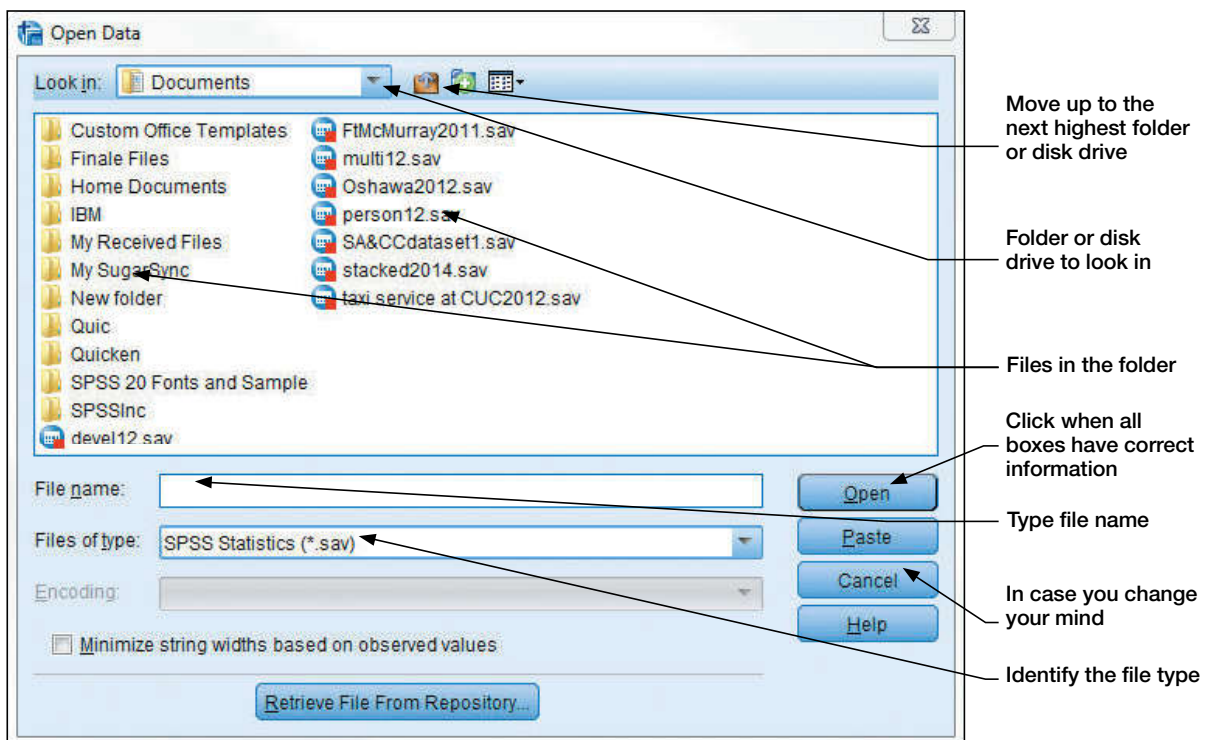 Open Data
Look in:
Documents
Custom Office Templates
Finale Files
Home Documents
IBM
My Received Files
My SugarSync
New folder
Quic
Quicken
SPSS 20 Fonts and Sample
SPSSInc
devel12.sav
FtMcMurray2011.sav
multi12.sav
Oshawa2012.sav
person12.sav
SA&CCdataset1.sav
stacked2014.sav
taxi service at CUC2012.sav
File name:
Files of type:
SPSS Statistics (*.sav)
Encoding:
Minimize string widths based on observed values
Retrieve File From Repository...
Open
Paste
Cancel
Help
Move up to the
next highest folder
or disk drive
Folder or disk
drive to look in
Files in the folder
Click when all
boxes have correct
information
Type file name
In case you change
your mind
Identify the file type